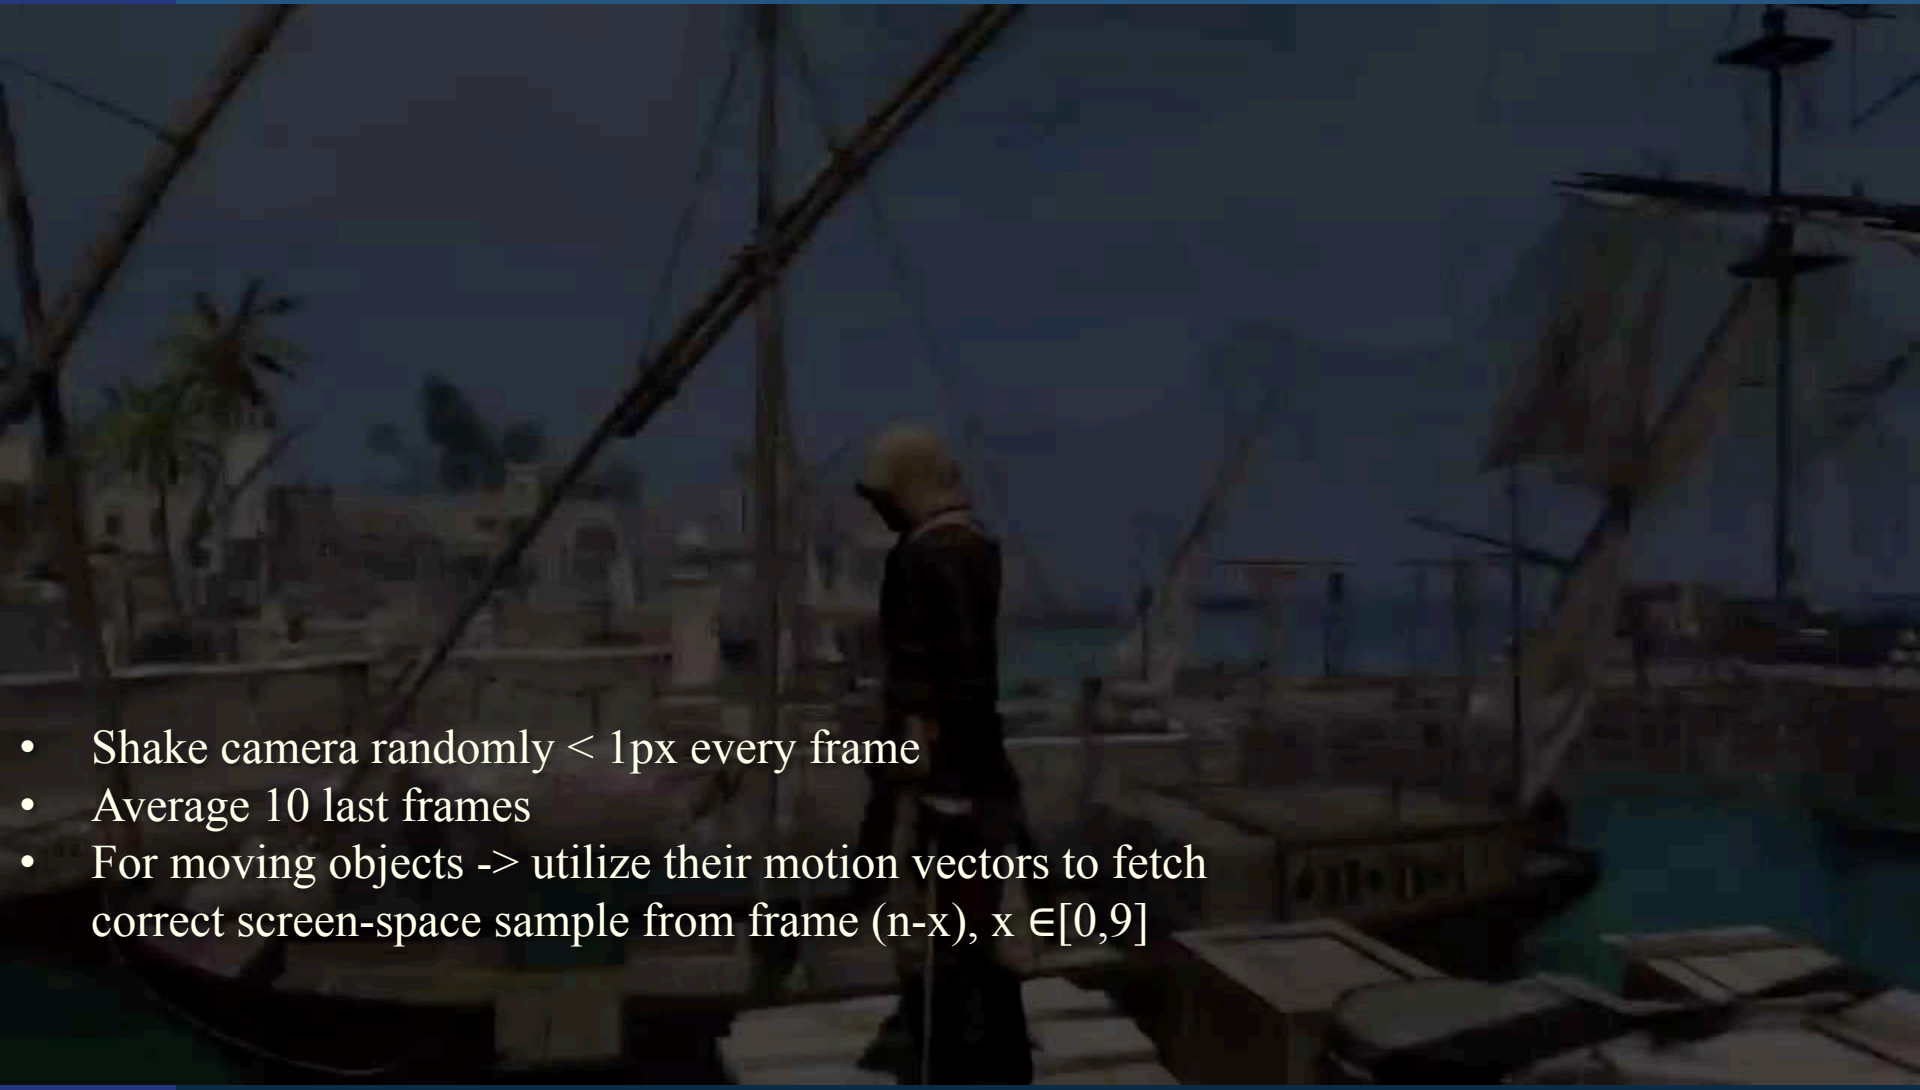 • Shake camera randomly < 1px every frame
• Average 10 last frames
• For moving objects -> utilize their motion vectors to fetch
correct screen-space sample from frame (n-x), x ∈[0,9]